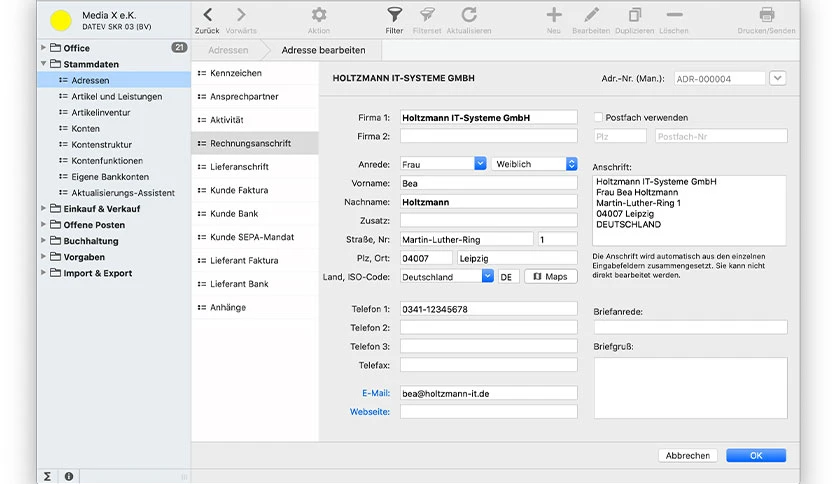 Media X e.K.
DATEV SKR 03 (BV)
Zurück
Vorwärts
Aktion
Filter
Filterset
Aktualisieren
Neu
Bearbeiten
Duplizieren
Löschen
Drucken/Senden
Office
21
Stammdaten
Adressen
Artikel und Leistungen
Artikelinventur
Konten
Kontenstruktur
Kontenfunktionen
Eigene Bankkonten
Aktualisierungs-Assistent
Einkauf & Verkauf
Offene Posten
Buchhaltung
Vorgaben
Import & Export
Adressen
Adresse bearbeiten
Kennzeichen
Ansprechpartner
Aktivität
Rechnungsanschrift
Lieferanschrift
Kunde Faktura
Kunde Bank
Kunde SEPA-Mandat
Lieferant Faktura
Lieferant Bank
Anhänge
HOLTZMANN IT-SYSTEME GMBH
Adr.-Nr. (Man.): ADR-000004
Firma 1: Holtzmann IT-Systeme GmbH
Firma 2:
Anrede: Frau Weiblich
Vorname: Bea
Nachname: Holtzmann
Zusatz:
Straße, Nr: Martin-Luther-Ring 1
Plz, Ort: 04007 Leipzig
Land, ISO-Code: Deutschland DE Maps
Telefon 1: 0341-12345678
Telefon 2:
Telefon 3:
Telefax:
E-Mail: bea@holtzmann-it.de
Webseite:
Postfach verwenden
Plz Postfach-Nr
Anschrift:
Holtzmann IT-Systeme GmbH
Frau Bea Holtzmann
Martin-Luther-Ring 1
04007 Leipzig
DEUTSCHLAND
Die Anschrift wird automatisch aus den einzelnen
Eingabefeldern zusammengesetzt. Sie kann nicht
direkt bearbeitet werden.
Briefanrede:
Briefgruß:
Abbrechen
OK
Σ